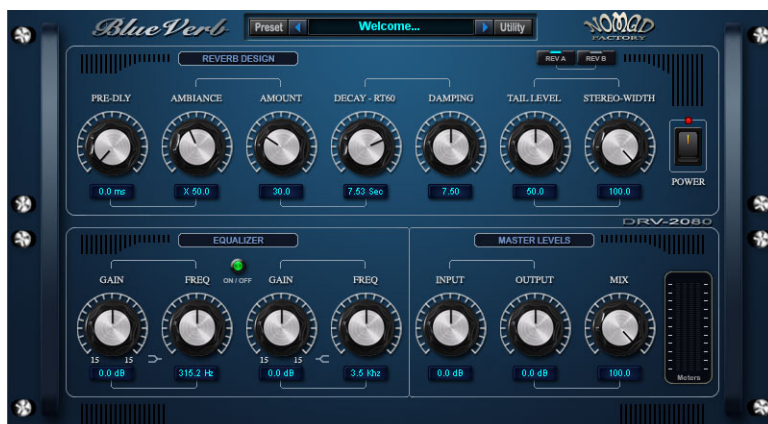 Blue Verb
Preset
Welcome...
Utility
NOMAD
FACTORY
REVERB DESIGN
REV A
REV B
PRE-DLY
AMBIANCE
AMOUNT
DECAY - RT60
DAMPING
TAIL LEVEL
STEREO-WIDTH
0.0 ms
X 50.0
30.0
7.53 Sec
7.50
50.0
100.0
POWER
DRV-2080
EQUALIZER
MASTER LEVELS
GAIN
FREQ
ON / OFF
GAIN
FREQ
INPUT
OUTPUT
MIX
15
15
15
15
0.0 dB
315.2 Hz
0.0 dB
3.5 Khz
0.0 dB
0.0 dB
100.0
Meters